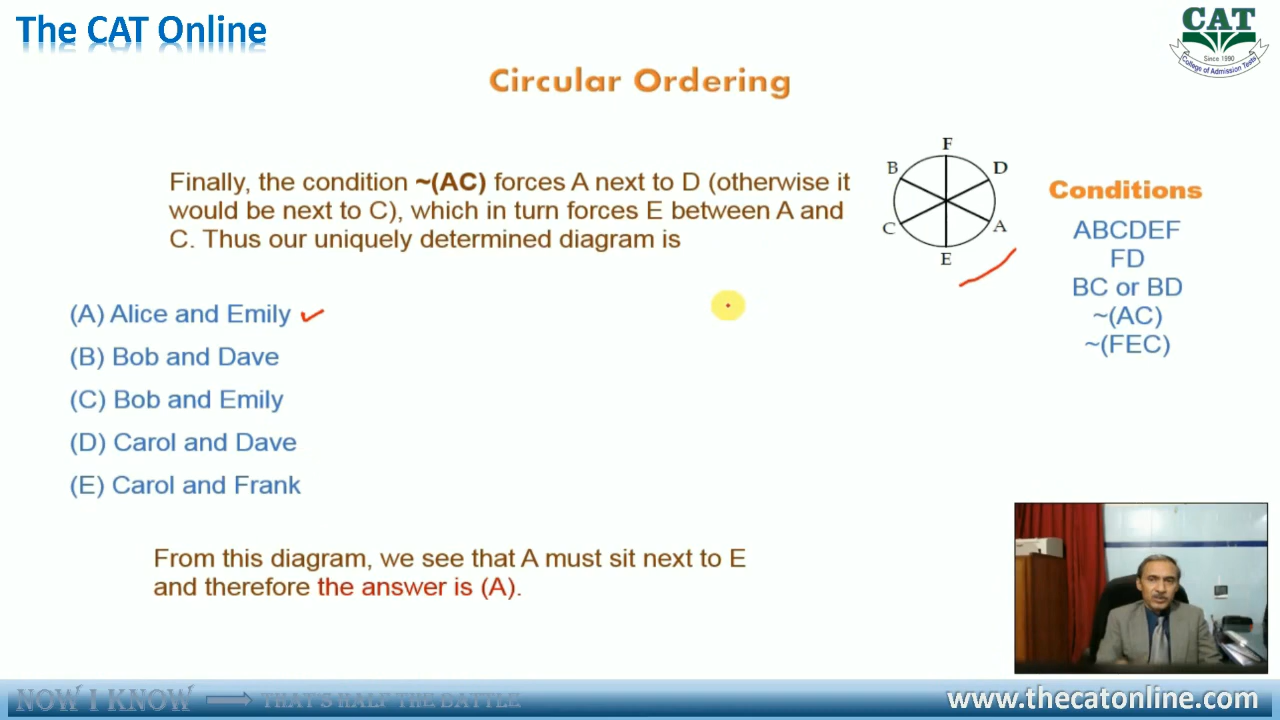 The CAT Online
CAT
Since 1990
College of Admission Tests
Circular Ordering
Finally, the condition ~(AC) forces A next to D (otherwise it
would be next to C), which in turn forces E between A and
C. Thus our uniquely determined diagram is
F
B
D
C
A
E
Conditions
ABCDEF
FD
BC or BD
~(AC)
~(FEC)
(A) Alice and Emily
(B) Bob and Dave
(C) Bob and Emily
(D) Carol and Dave
(E) Carol and Frank
From this diagram, we see that A must sit next to E
and therefore the answer is (A).
NOW I KNOW
THAT'S HALF THE BATTLE
www.thecatonline.com